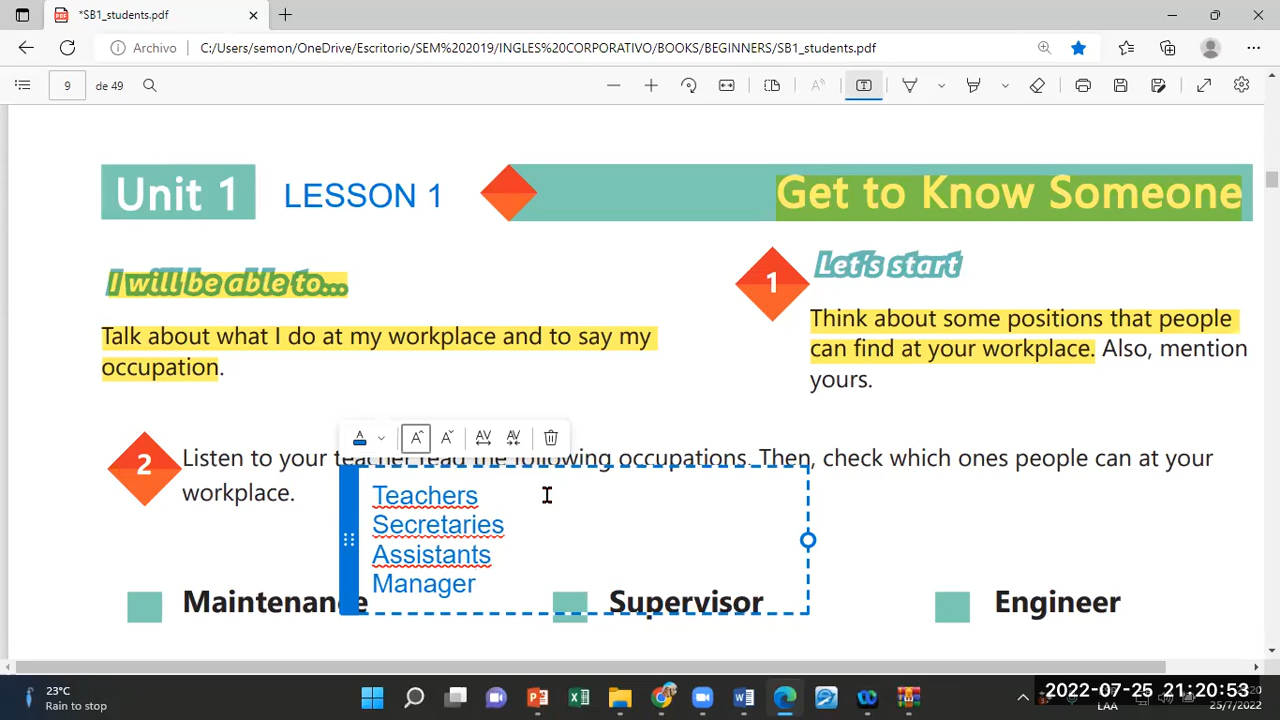 *SB1_students.pdf
Archivo
C:/Users/semon/OneDrive/Escritorio/SEM%202019/INGLES%20CORPORATIVO/BOOKS/BEGINNERS/SB1_students.pdf
9 de 49
Unit 1 LESSON 1 Get to Know Someone
I will be able to...
1 Let's start
Talk about what I do at my workplace and to say my
occupation.
Think about some positions that people
can find at your workplace. Also, mention
yours.
2 Listen to your teacher read the following occupations. Then, check which ones people can at your
workplace.
Teachers
Secretaries
Assistants
Manager
Maintenance Supervisor Engineer
23°C
Rain to stop
2022-07-25 21:20:53
LAA
25/7/2022